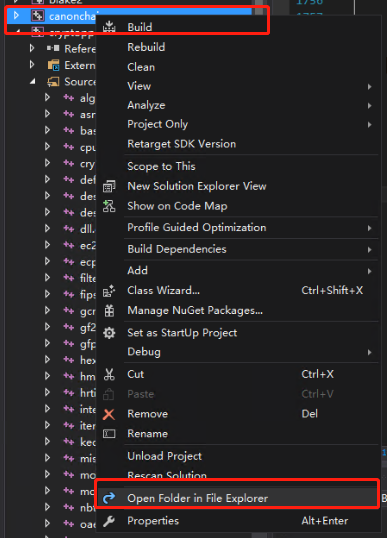 blake2
1756
canonchai
cryptopp
Refere
Extern
Source
alg
asn
bas
cpu
cry
def
des
des
dll.
ec2
ecp
filte
fips
gcn
gf2
gfp
hex
hm
hrti
inte
iter
kec
mis
mo
mo
nbt
oae
Build
Rebuild
Clean
View
Analyze
Project Only
Retarget SDK Version
Scope to This
New Solution Explorer View
Show on Code Map
Profile Guided Optimization
Build Dependencies
Add
Class Wizard... Ctrl+Shift+X
Manage NuGet Packages...
Set as StartUp Project
Debug
Cut Ctrl+X
Paste Ctrl+V
Remove Del
Rename
Unload Project
Rescan Solution
Open Folder in File Explorer
Properties Alt+Enter